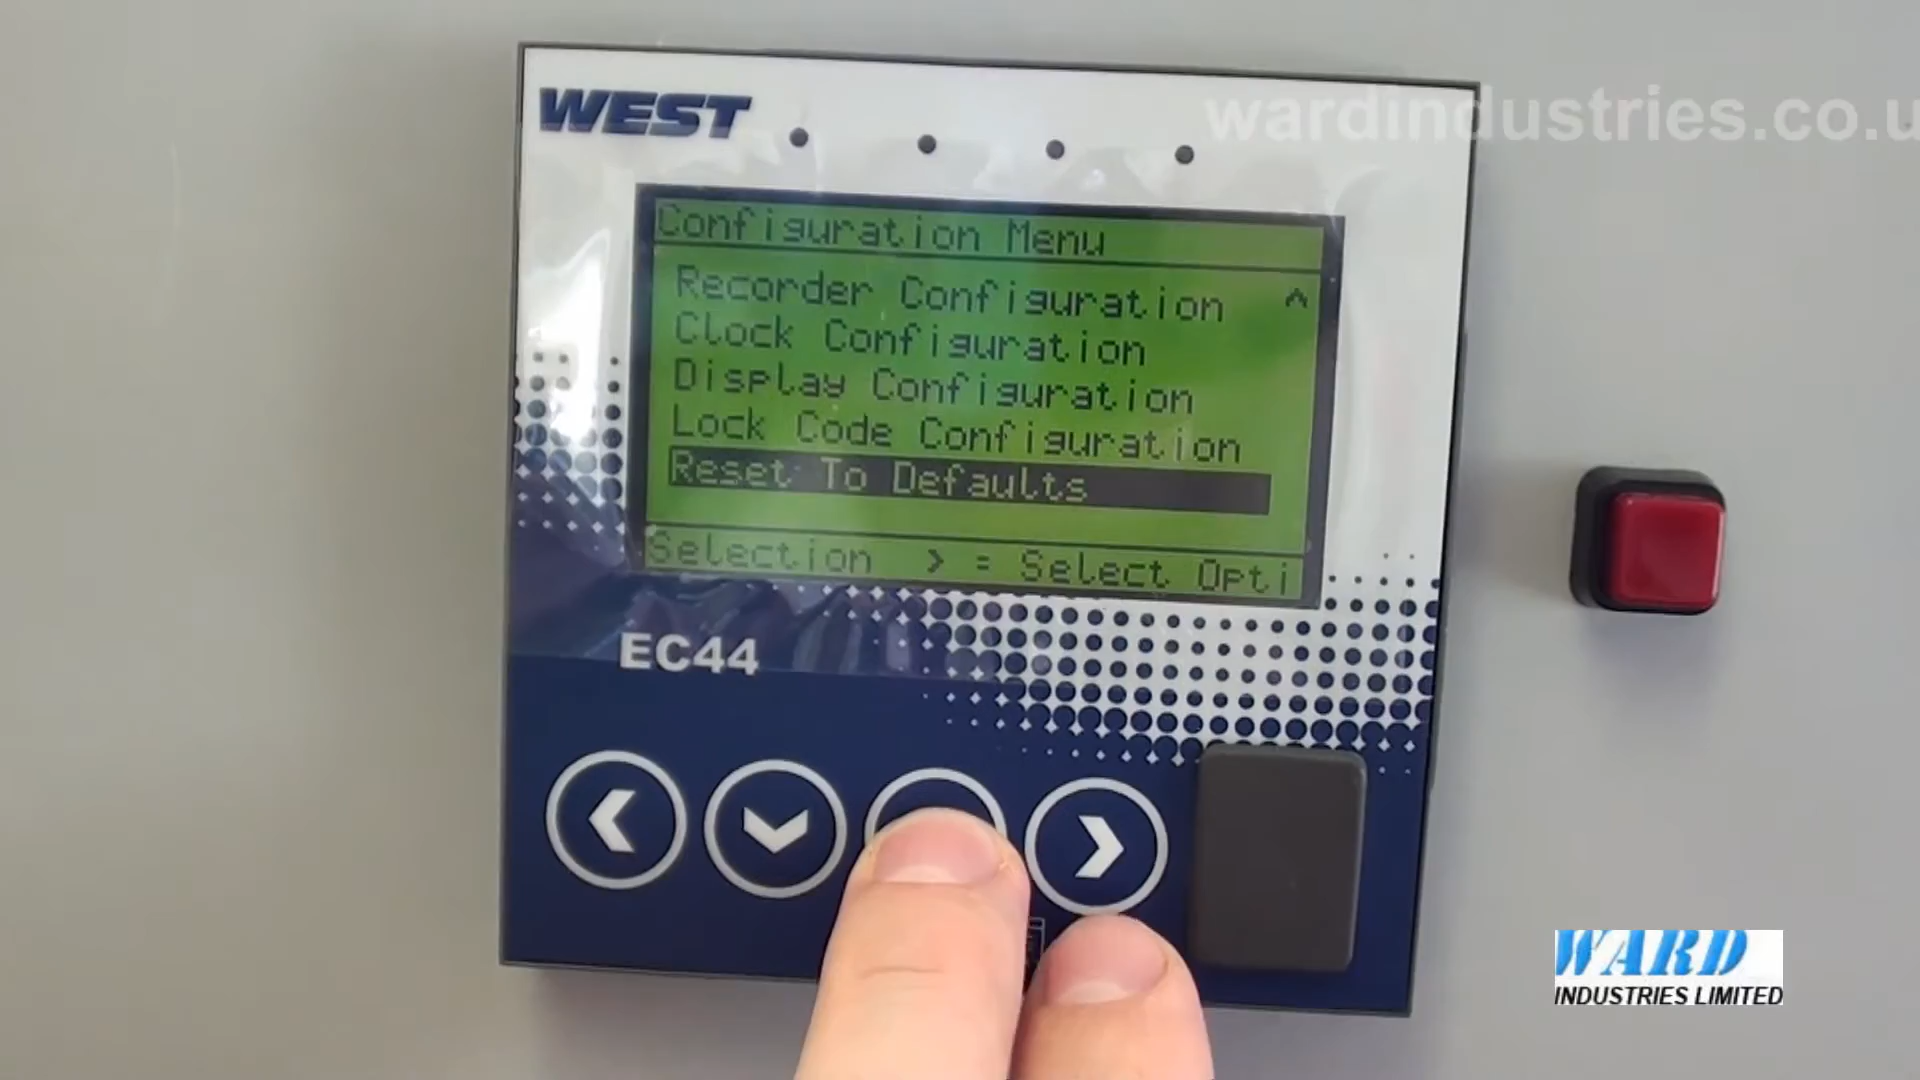 WEST
wardindustries.co.u
Configuration Menu
Recorder Configuration
Clock Configuration
Display Configuration
Lock Code Configuration
Reset To Defaults
Selection > = Select Opti
EC44
WARD
INDUSTRIES LIMITED